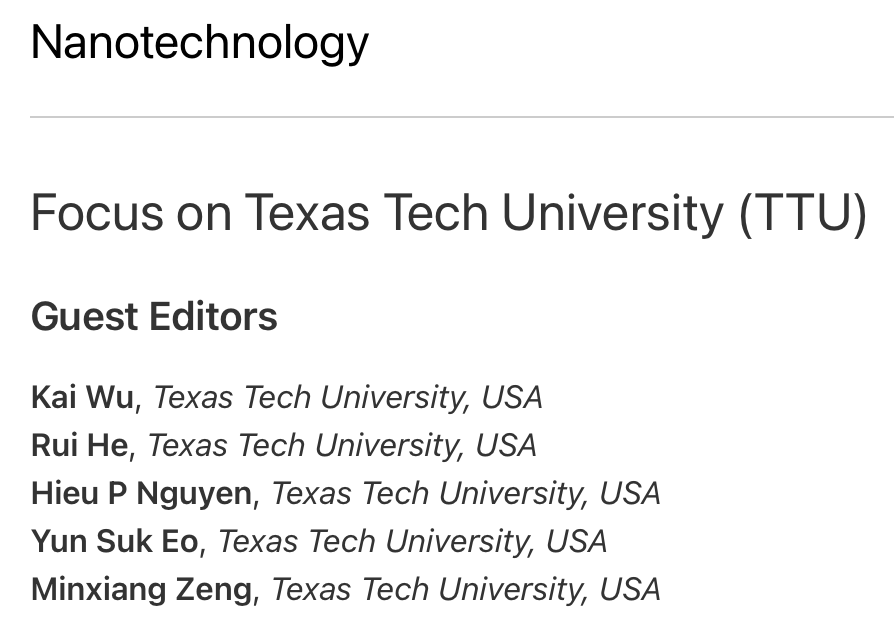 Nanotechnology
Focus on Texas Tech University (TTU)
Guest Editors
Kai Wu, Texas Tech University, USA
Rui He, Texas Tech University, USA
Hieu P Nguyen, Texas Tech University, USA
Yun Suk Eo, Texas Tech University, USA
Minxiang Zeng, Texas Tech University, USA